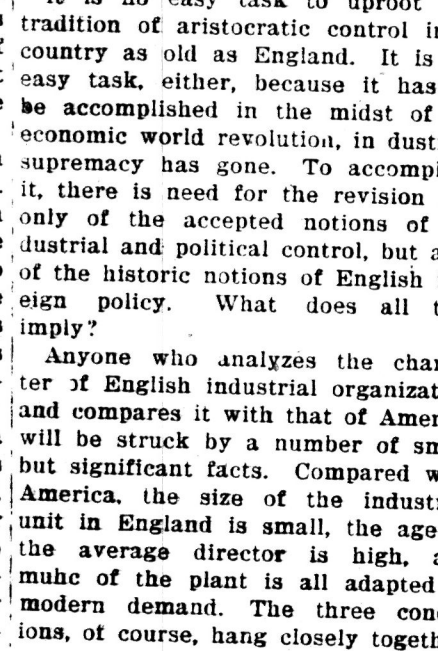 It is no easy task to uproot
tradition of aristocratic control in
country as old as England. It is
easy task, either, because it has
be accomplished in the midst of
economic world revolution, in dust
supremacy has gone. To accompl
it, there is need for the revision
only of the accepted notions of
dustrial and political control, but a
of the historic notions of English
eign policy. What does all t
imply?
Anyone who analyzes the char
ter of English industrial organizat
and compares it with that of Amer
will be struck by a number of sm
but significant facts. Compared w
America, the size of the industr
unit in England is small, the age
the average director is high, a
muhc of the plant is all adapted
modern demand. The three con
ions, of course, hang closely togeth